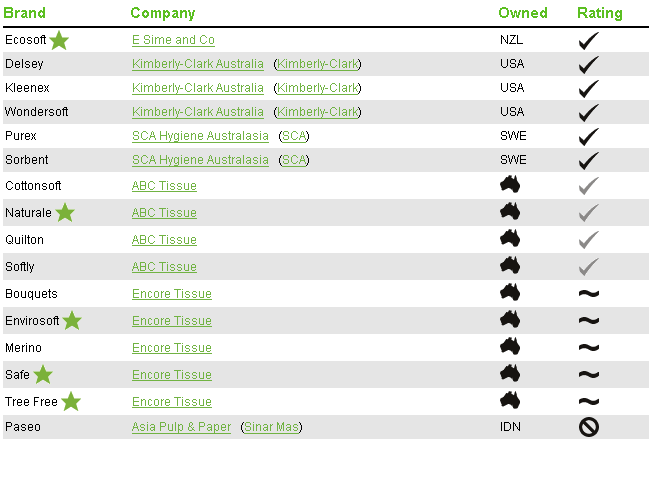 Brand Company Owned Rating
Ecosoft E Sime and Co NZL
Delsey Kimberly-Clark Australia (Kimberly-Clark) USA
Kleenex Kimberly-Clark Australia (Kimberly-Clark) USA
Wondersoft Kimberly-Clark Australia (Kimberly-Clark) USA
Purex SCA Hygiene Australasia (SCA) SWE
Sorbent SCA Hygiene Australasia (SCA) SWE
Cottonsoft ABC Tissue
Naturale ABC Tissue
Quilton ABC Tissue
Softly ABC Tissue
Bouquets Encore Tissue
Envirosoft Encore Tissue
Merino Encore Tissue
Safe Encore Tissue
Tree Free Encore Tissue
Paseo Asia Pulp & Paper (Sinar Mas) IDN